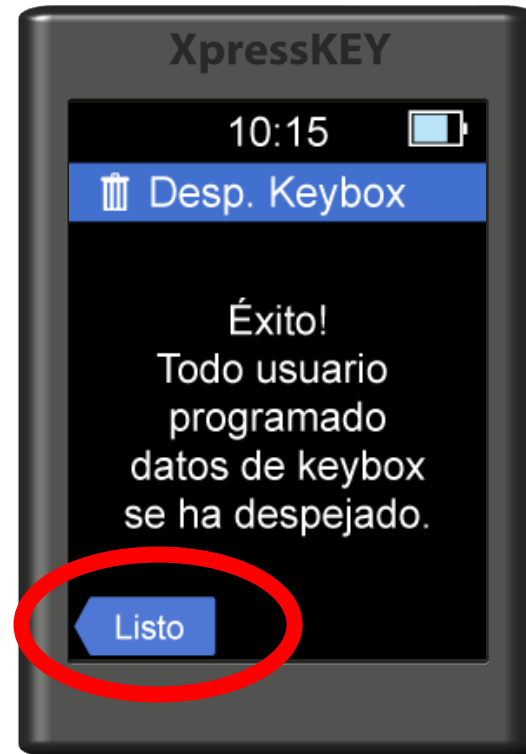 XpressKEY
10:15
Desp. Keybox
Éxito!
Todo usuario
programado
datos de keybox
se ha despejado.
Listo